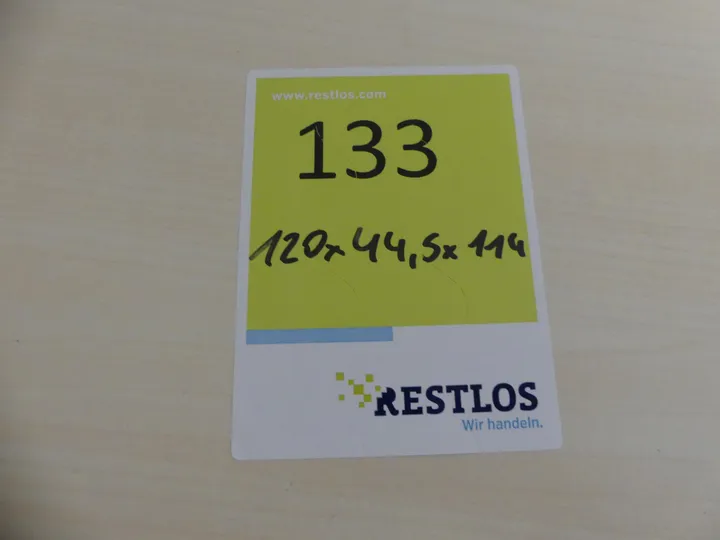 www.restlos.com
133
120x44,5x114
RESTLOS
Wir handeln.